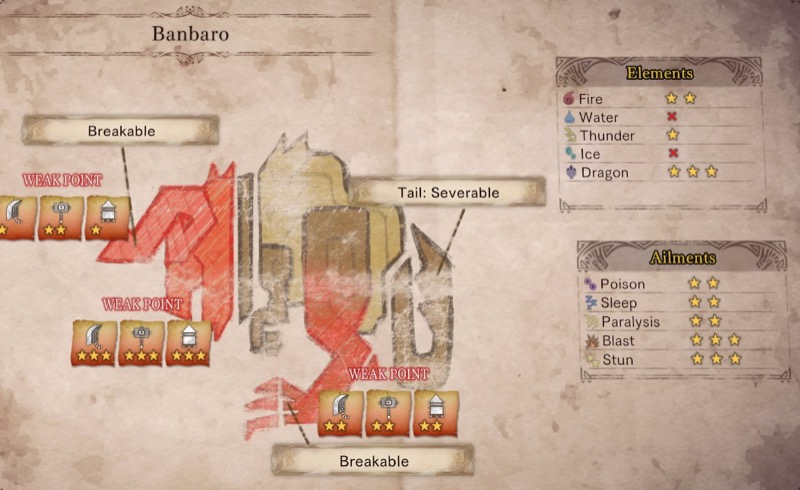 Banbaro
Elements
Fire
Water
Thunder
Ice
Dragon
Breakable
WEAK POINT
Tail: Severable
Ailments
Poison
Sleep
Paralysis
Blast
Stun
WEAK POINT
WEAK POINT
Breakable